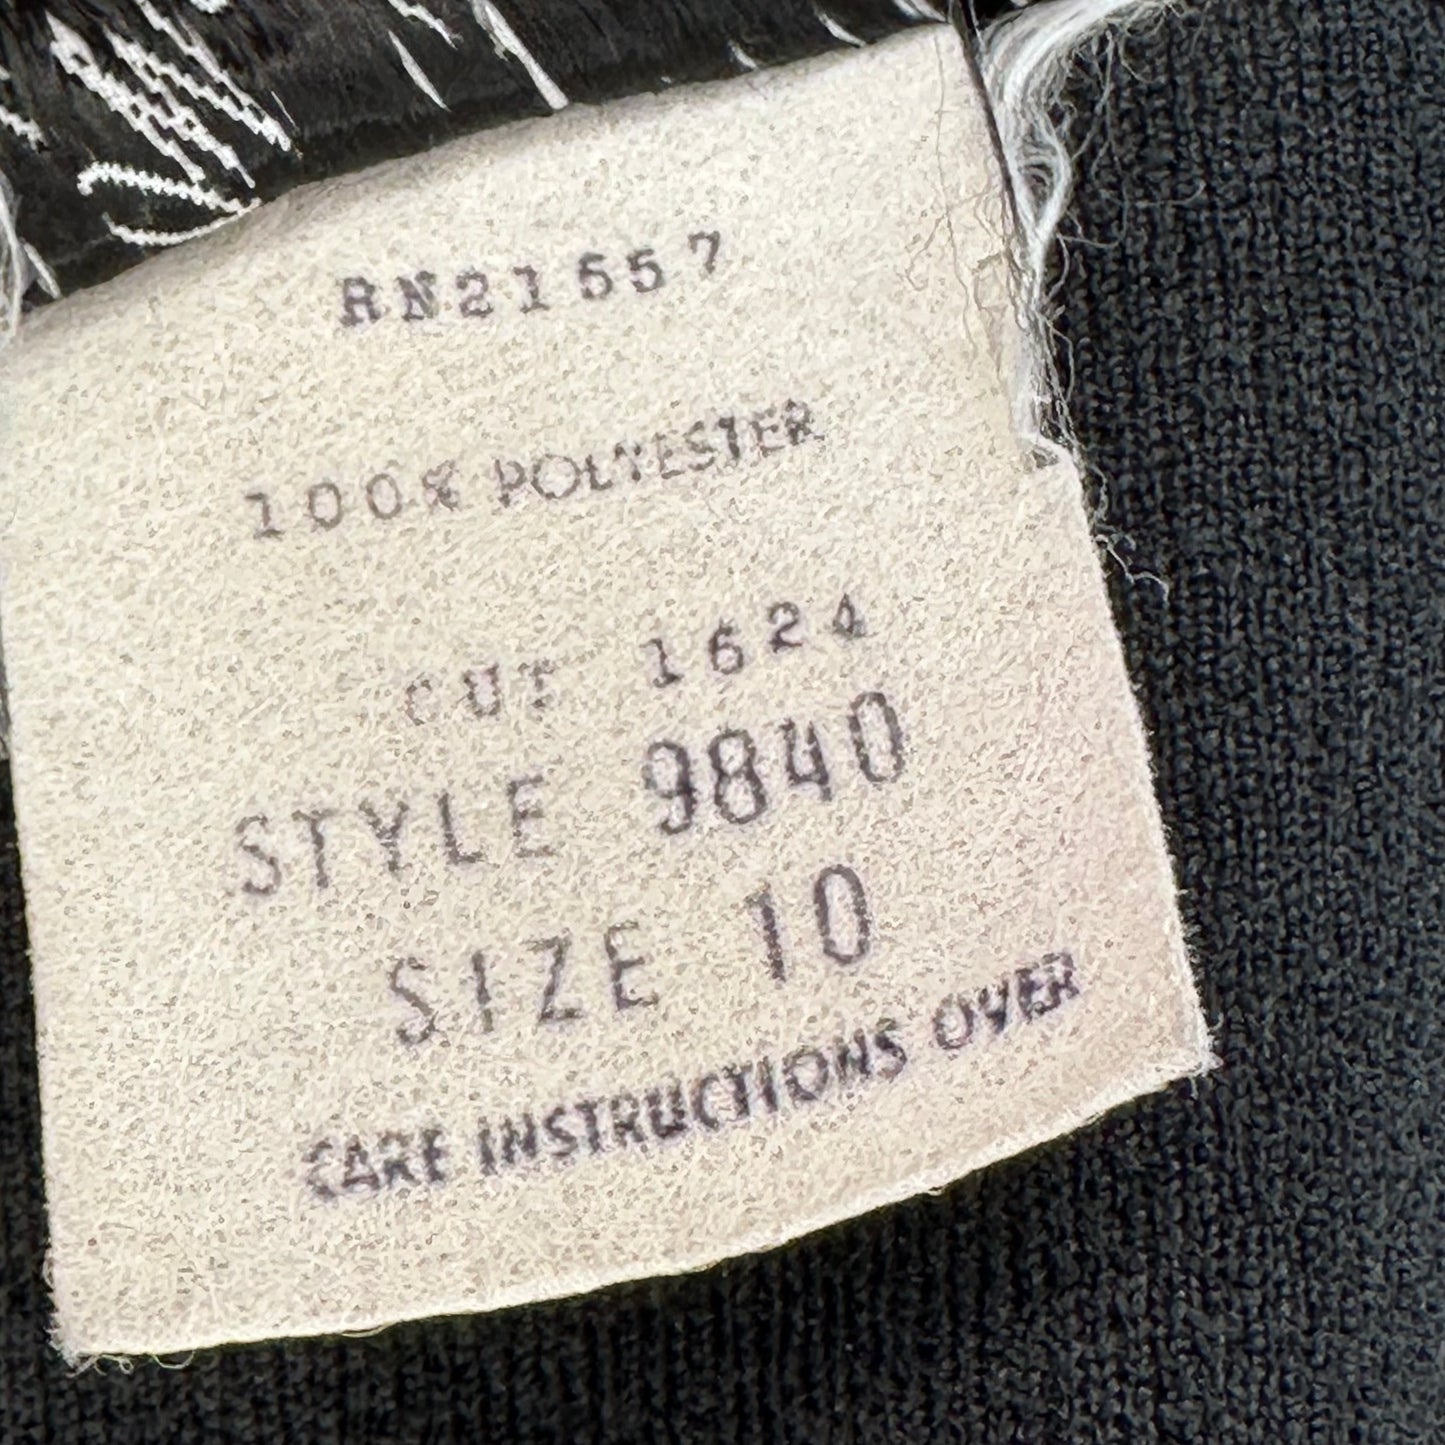 RN21557
100% POLYESTER
CUT 1624
STYLE 9840
SIZE 10
CARE INSTRUCTIONS OVER